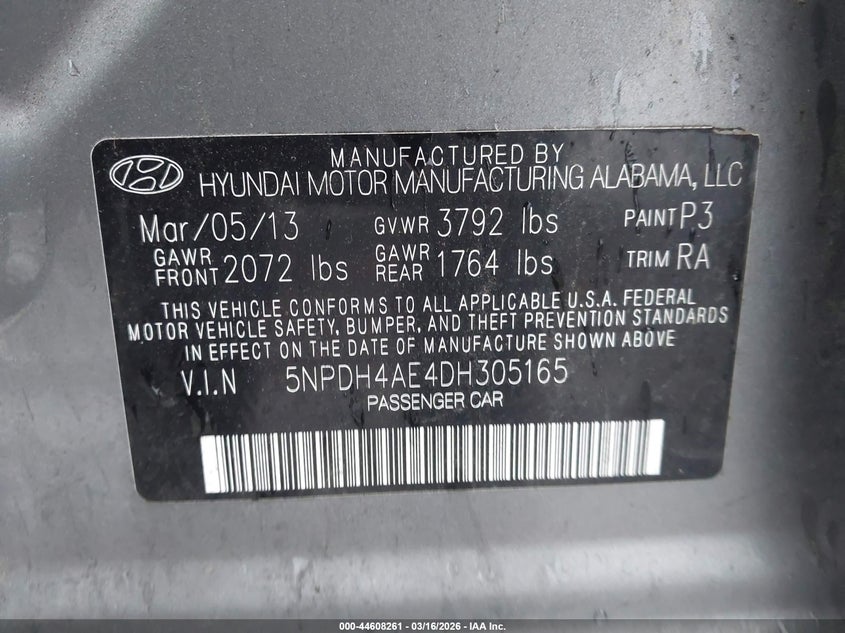 MANUFACTURED BY
HYUNDAI MOTOR MANUFACTURING ALABAMA, LLC
Mar/05/13 GVWR 3792 lbs PAINT P3
GAWR FRONT 2072 lbs GAWR REAR 1764 lbs TRIM RA
THIS VEHICLE CONFORMS TO ALL APPLICABLE U.S.A. FEDERAL
MOTOR VEHICLE SAFETY, BUMPER, AND THEFT PREVENTION STANDARDS
IN EFFECT ON THE DATE OF MANUFACTURE SHOWN ABOVE.
V.I.N 5NPDH4AE4DH305165
PASSENGER CAR
000-44608261 - 03/16/2026 - IAA Inc.